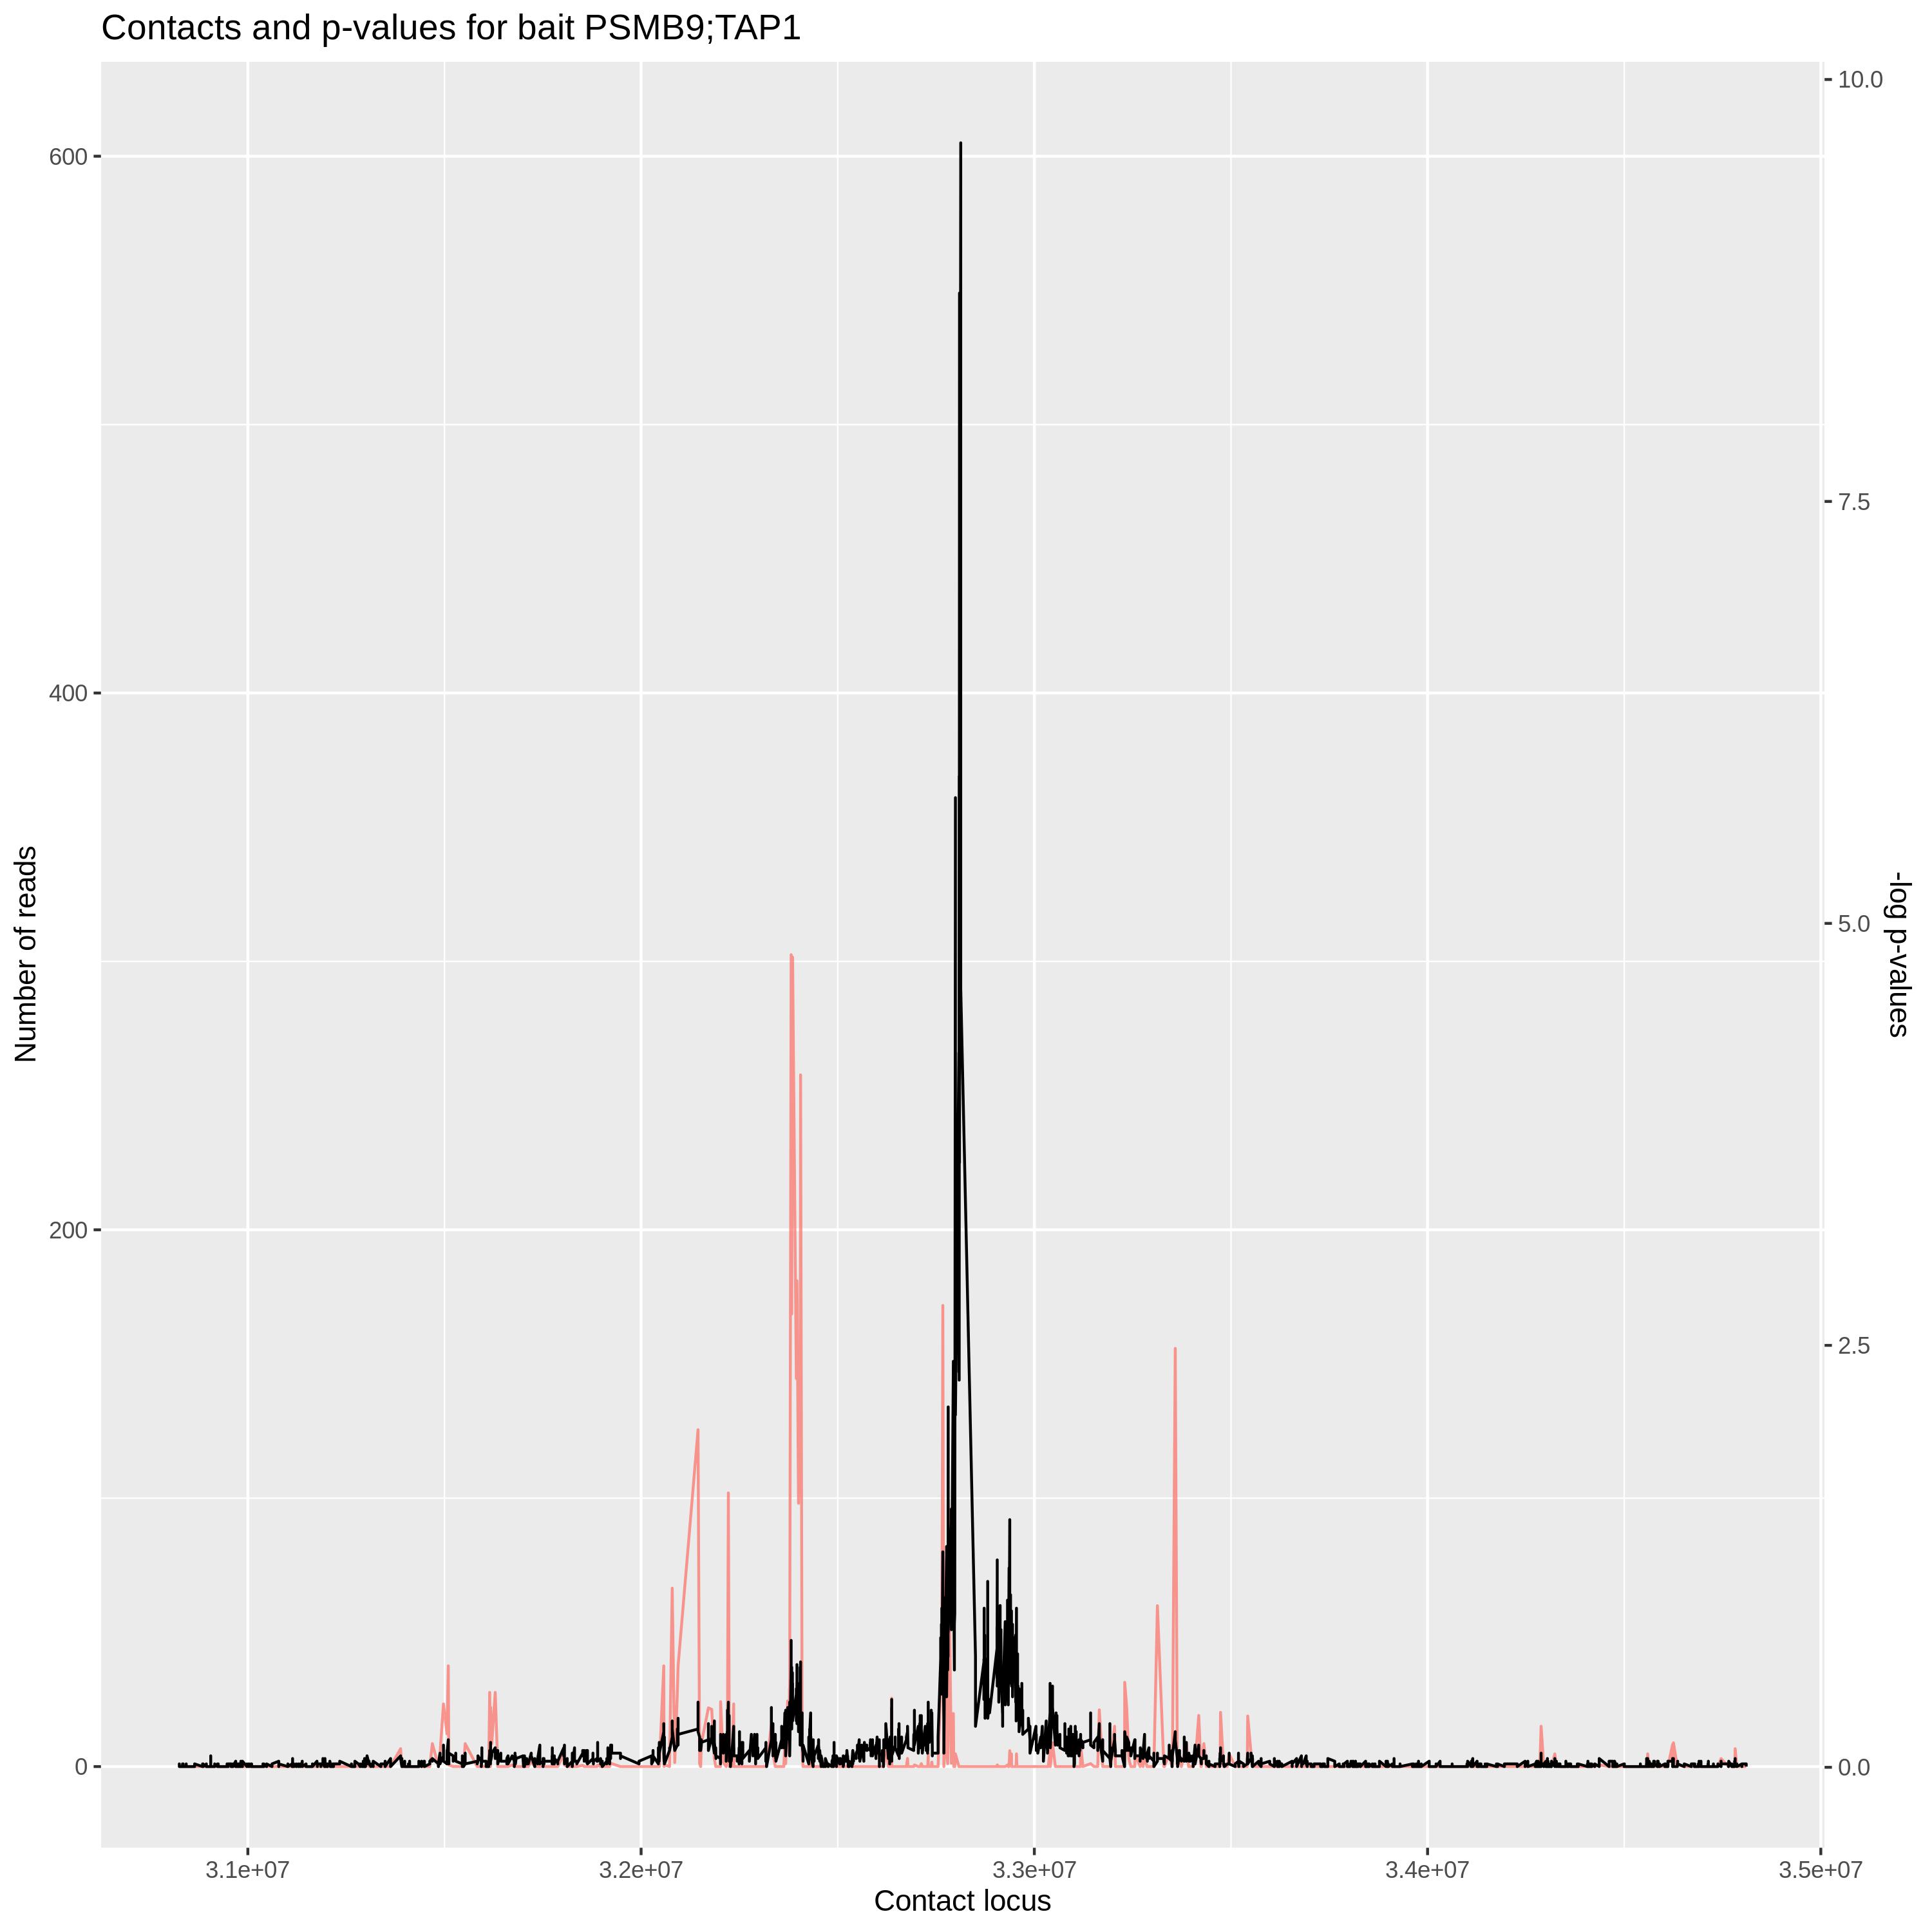 Contacts and p-values for bait PSMB9;TAP1
Number of reads
600
400
200
0
10.0
7.5
5.0
2.5
0.0
-log p-values
3.1e+07
3.2e+07
3.3e+07
3.4e+07
3.5e+07
Contact locus